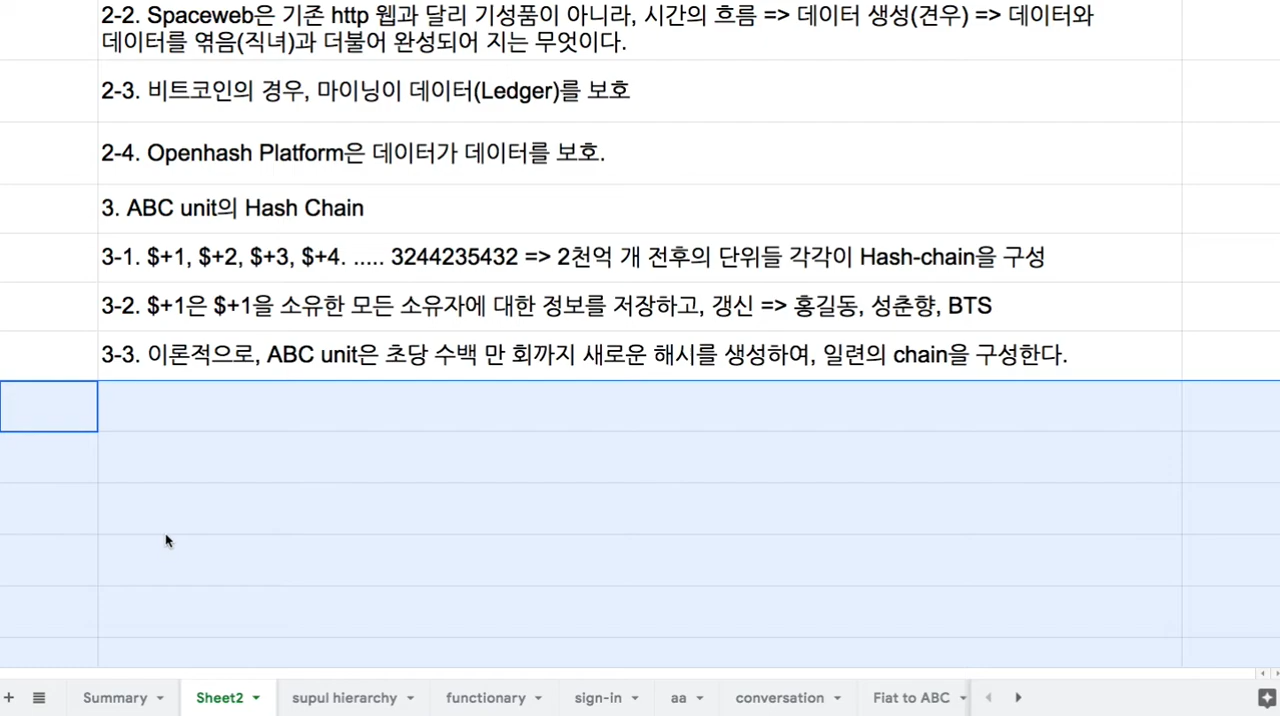 2-2. Spaceweb은 기존 http 웹과 달리 기성품이 아니라, 시간의 흐름 => 데이터 생성(견우) => 데이터와
데이터를 엮음(직녀)과 더불어 완성되어 지는 무엇이다.
2-3. 비트코인의 경우, 마이닝이 데이터(Ledger)를 보호
2-4. Openhash Platform은 데이터가 데이터를 보호.
3. ABC unit의 Hash Chain
3-1. $+1, $+2, $+3, $+4. ..... 3244235432 => 2천억 개 전후의 단위들 각각이 Hash-chain을 구성
3-2. $+1은 $+1을 소유한 모든 소유자에 대한 정보를 저장하고, 갱신 => 홍길동, 성춘향, BTS
3-3. 이론적으로, ABC unit은 초당 수백 만 회까지 새로운 해시를 생성하여, 일련의 chain을 구성한다.
+ Summary Sheet2 supul hierarchy functionary sign-in aa conversation Fiat to ABC